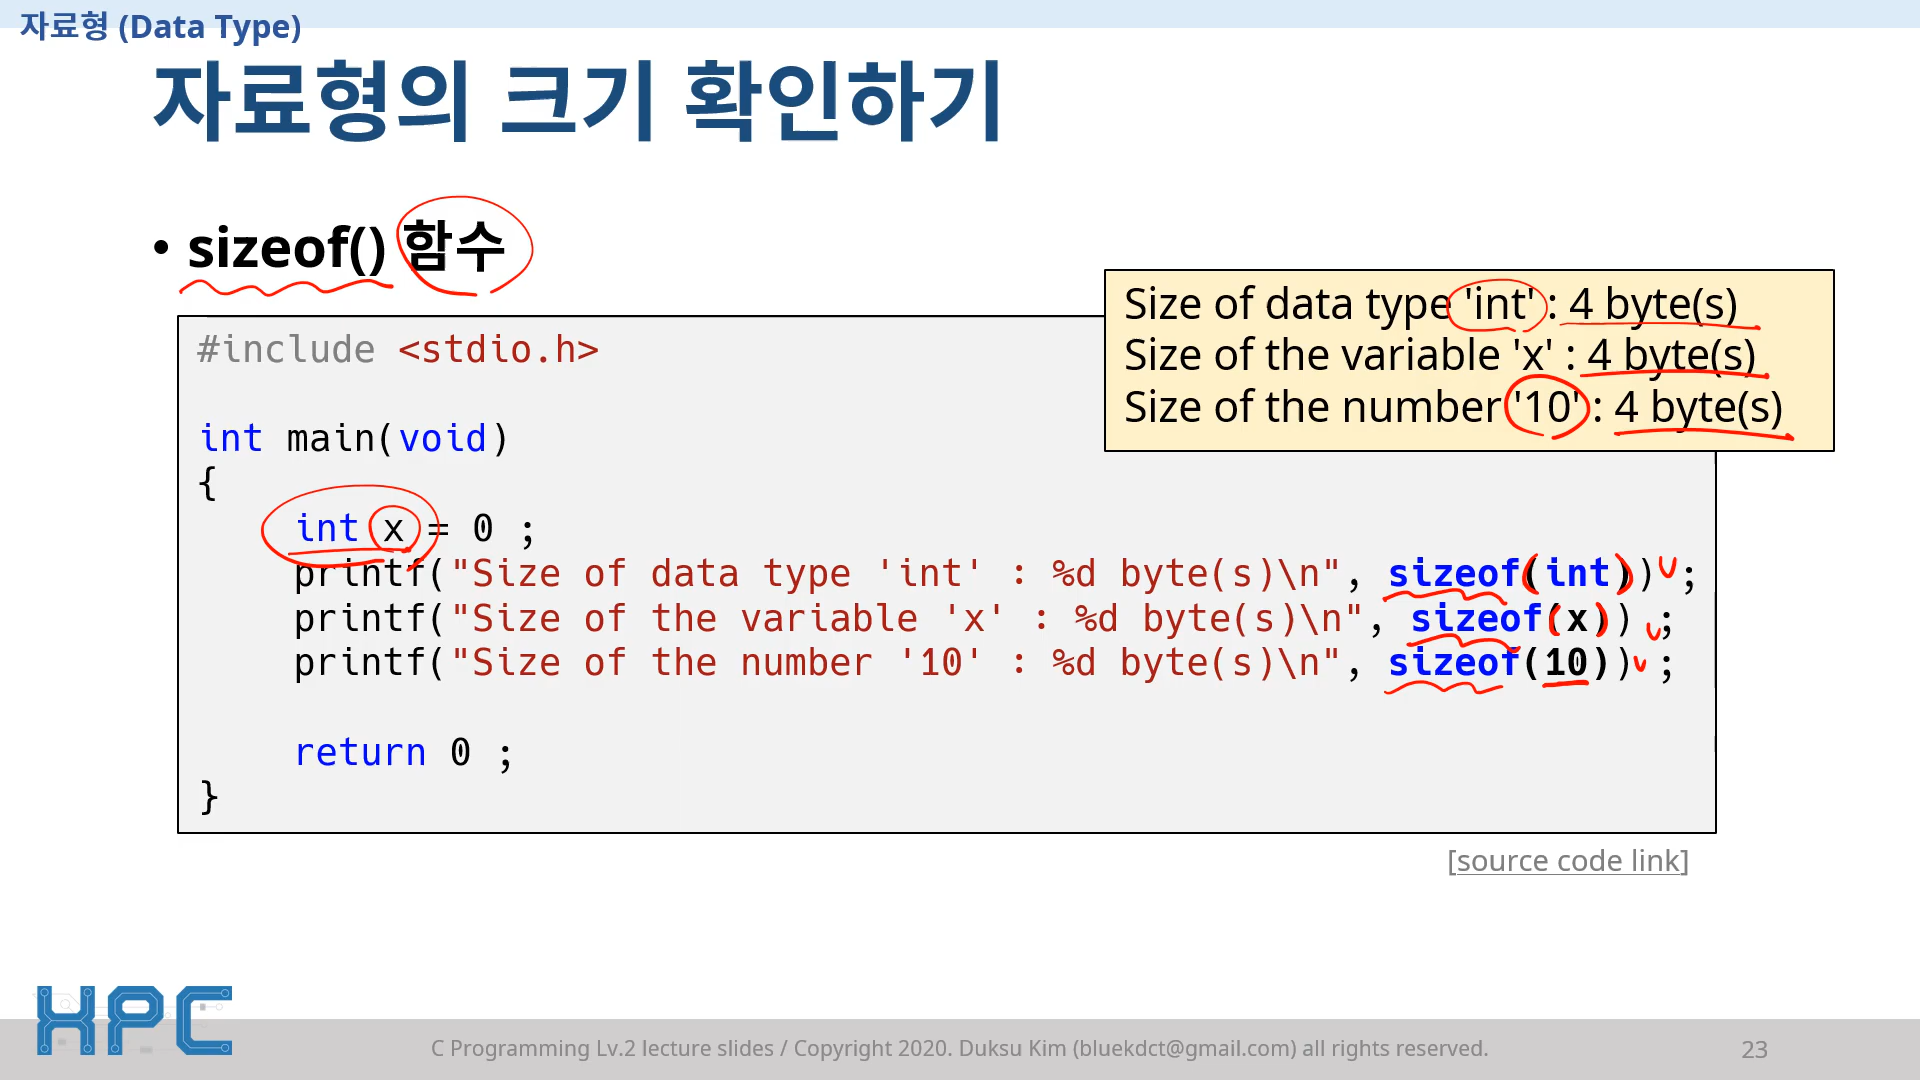 자료형 (Data Type)
자료형의 크기 확인하기
• sizeof() 함수
Size of data type 'int' : 4 byte(s)
Size of the variable 'x' : 4 byte(s)
Size of the number '10' : 4 byte(s)
#include <stdio.h>
int main(void)
{
int x = 0 ;
printf("Size of data type 'int' : %d byte(s)\n", sizeof(int)) ;
printf("Size of the variable 'x' : %d byte(s)\n", sizeof(x)) ;
printf("Size of the number '10' : %d byte(s)\n", sizeof(10)) ;
return 0 ;
}
[source code link]
HPC
C Programming Lv.2 lecture slides / Copyright 2020. Duksu Kim (bluekdct@gmail.com) all rights reserved.
23